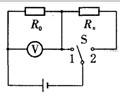 R₀ Rₓ
S
V 1 2